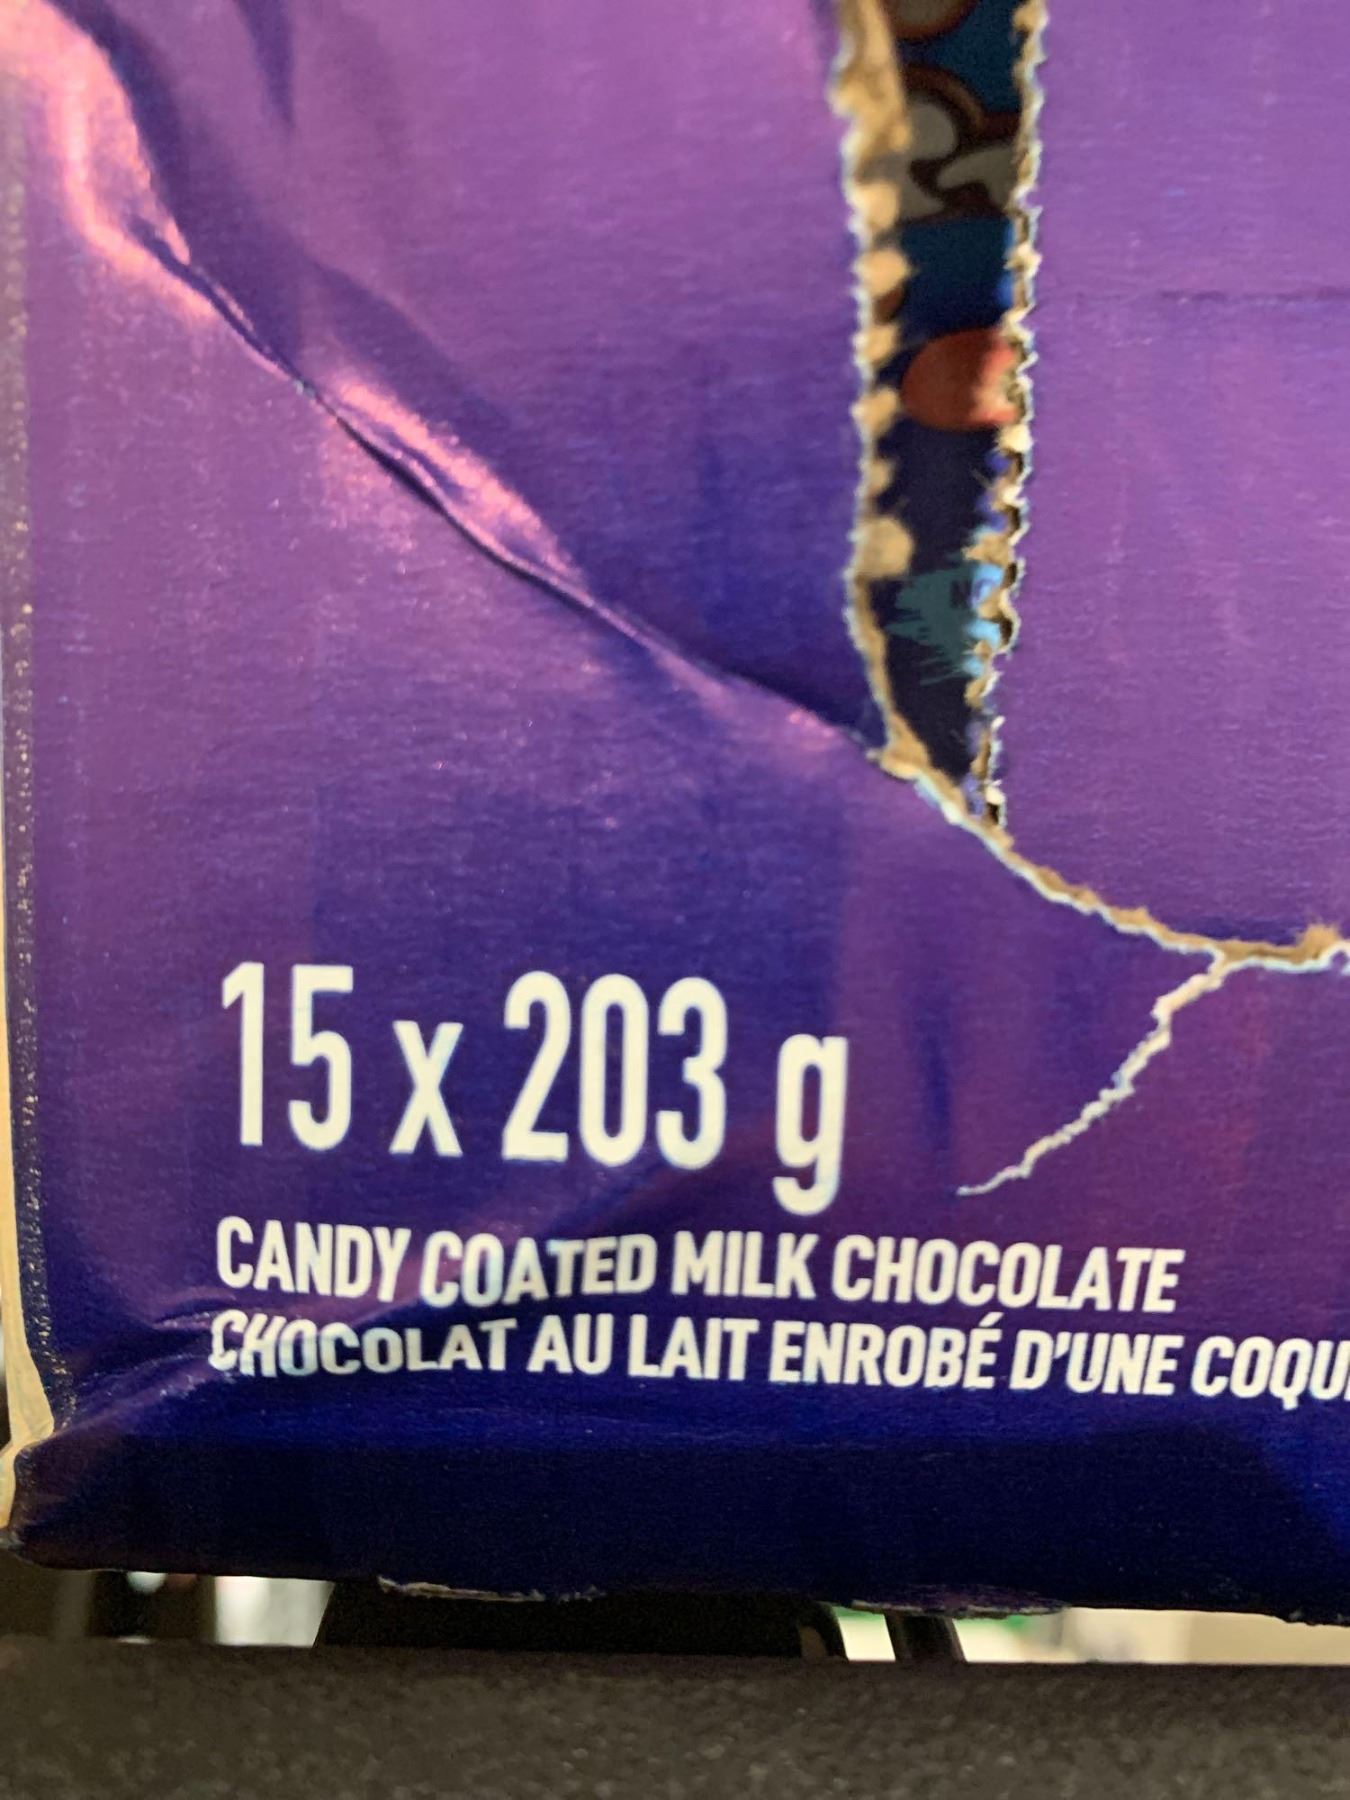 15 x 203 g
CANDY COATED MILK CHOCOLATE
CHOCOLAT AU LAIT ENROBÉ D'UNE